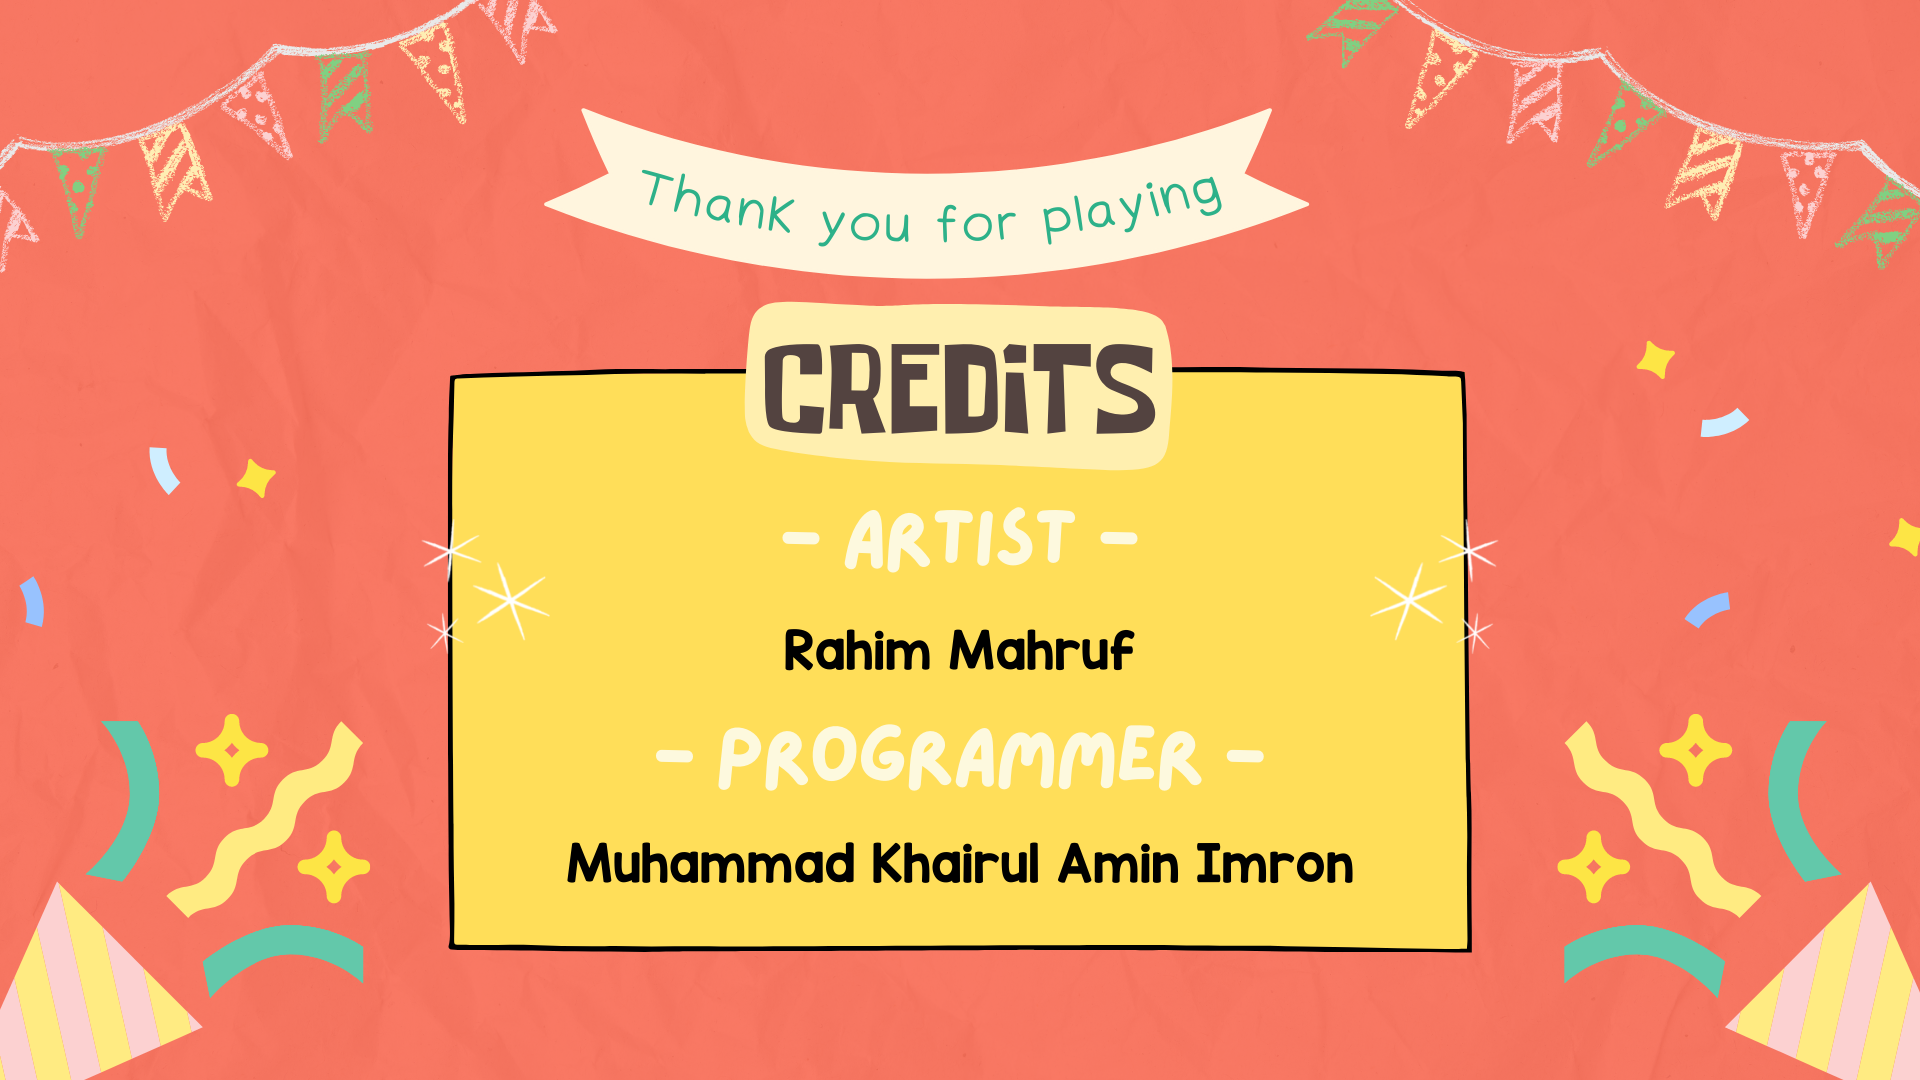 Thank you for playing
CREDiTS
- ARTIST -
Rahim Mahruf
- PROGRAMMER -
Muhammad Khairul Amin Imron